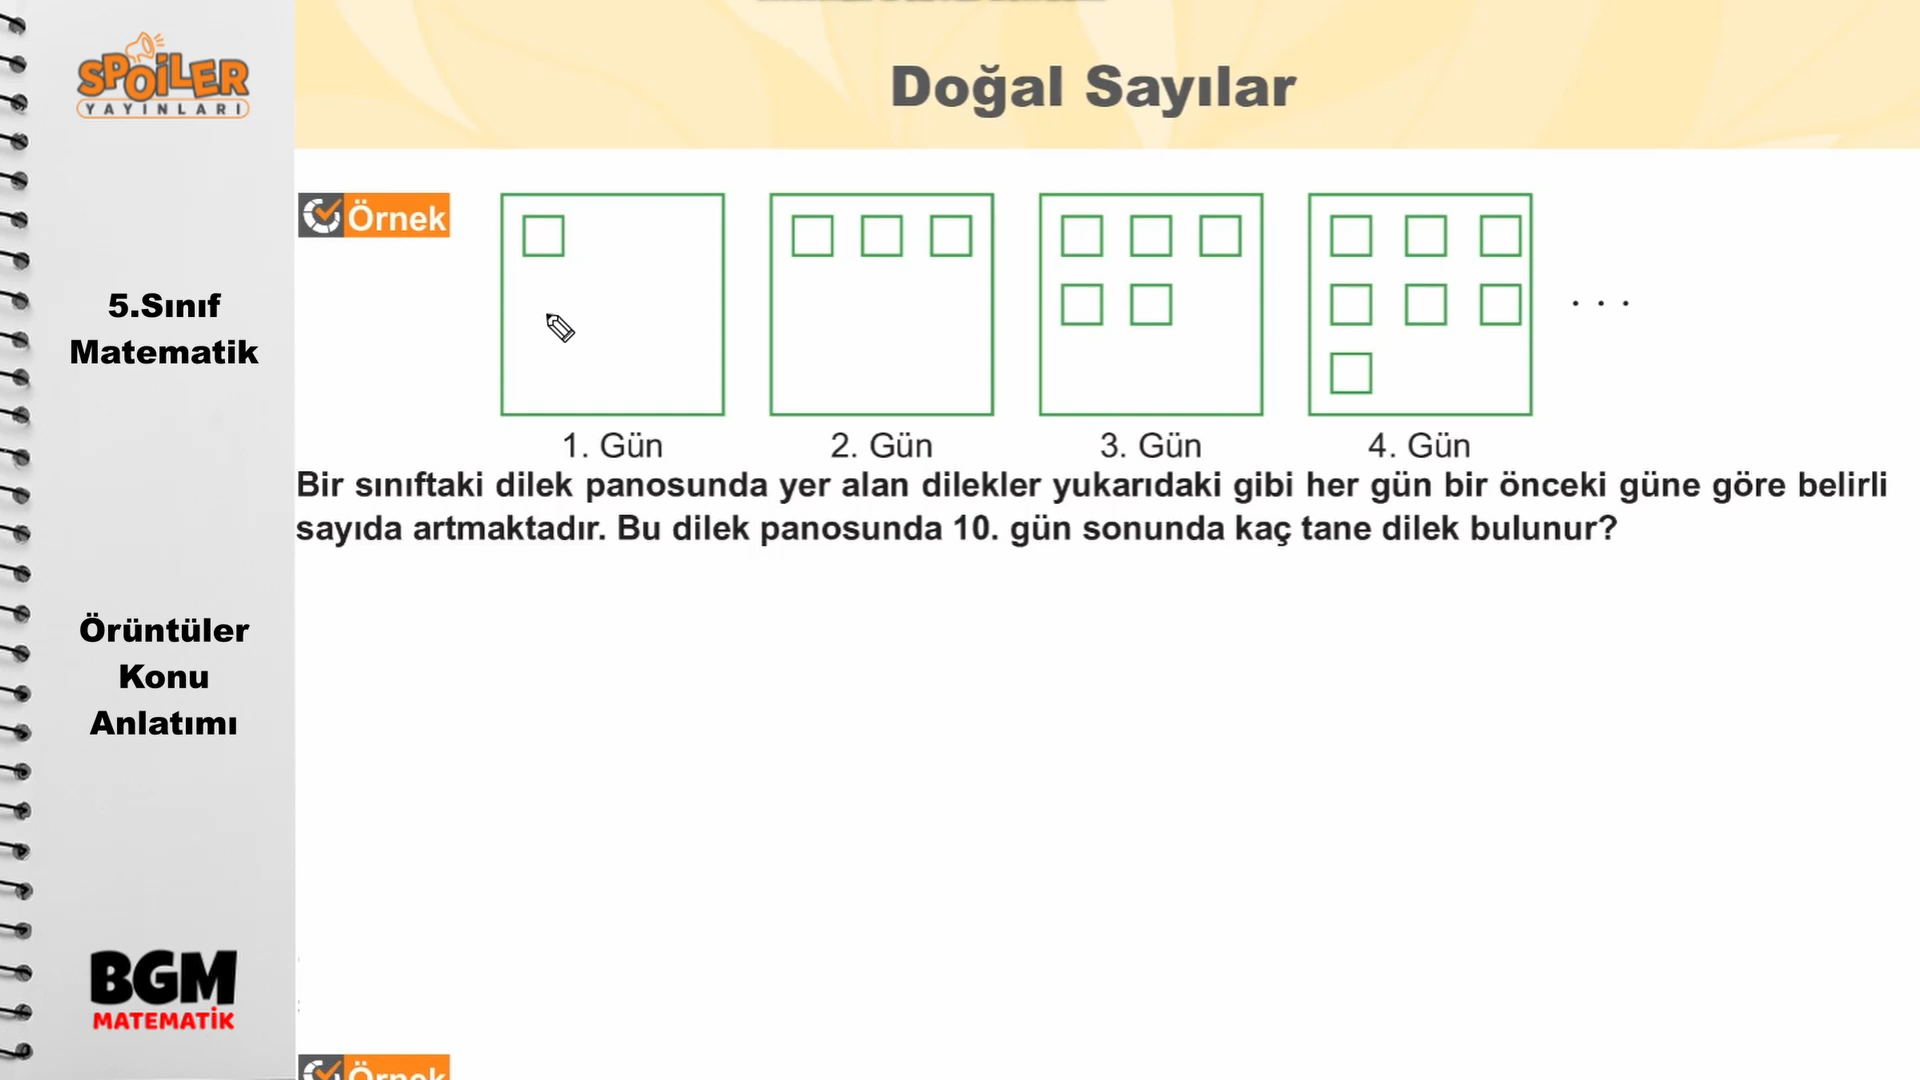 SPOiLER
YAYINLARI
Doğal Sayılar
Örnek
5.Sınıf
Matematik
1. Gün
2. Gün
3. Gün
4. Gün
. . .
Bir sınıftaki dilek panosunda yer alan dilekler yukarıdaki gibi her gün bir önceki güne göre belirli
sayıda artmaktadır. Bu dilek panosunda 10. gün sonunda kaç tane dilek bulunur?
Örüntüler
Konu
Anlatımı
BGM
MATEMATİK
Örnek